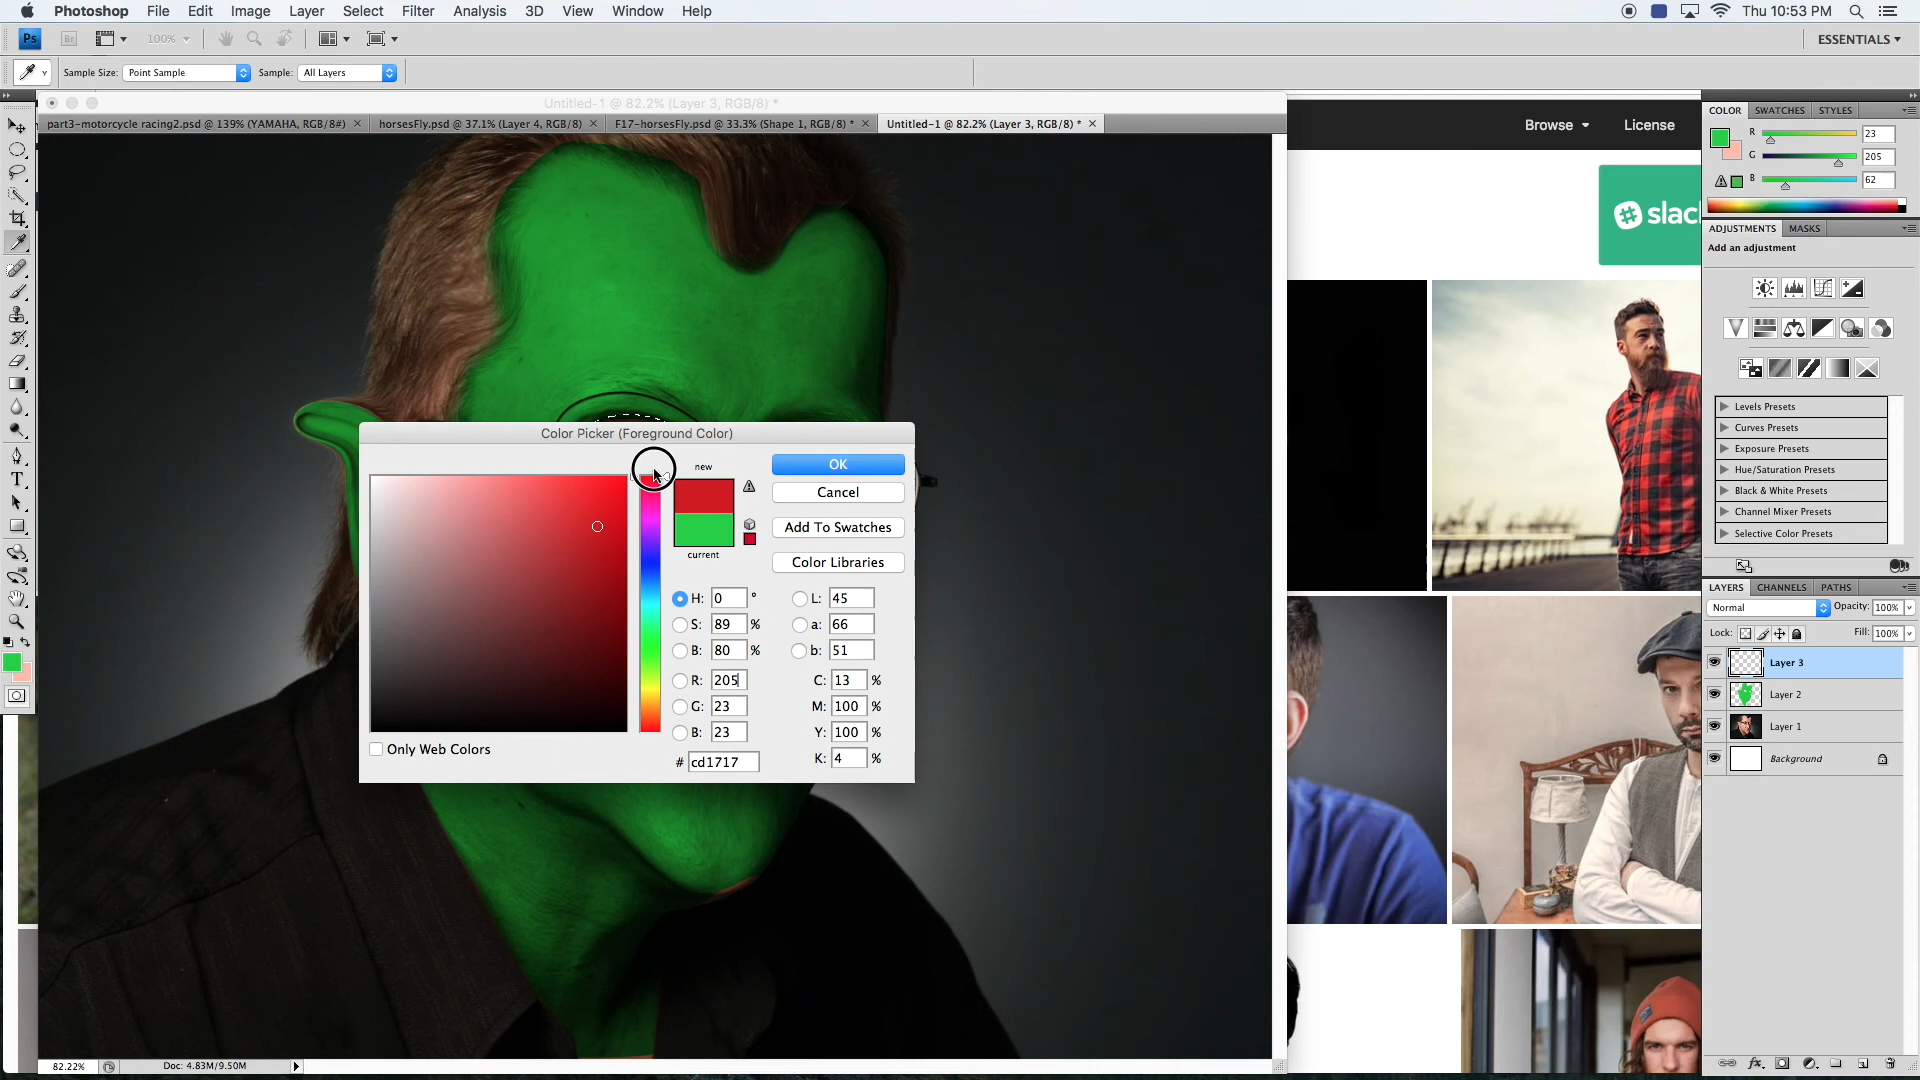 Photoshop File Edit Image Layer Select Filter Analysis 3D View Window Help Thu 10:53 PM
Ps Br 100% ESSENTIALS
Sample Size: Point Sample Sample: All Layers
Untitled-1 @ 82.2% (Layer 3, RGB/8) *
part3-motorcycle racing2.psd @ 139% (YAMAHA, RGB/8#) horsesFly.psd @ 37.1% (Layer 4, RGB/8) F17-horsesFly.psd @ 33.3% (Shape 1, RGB/8) * Untitled-1 @ 82.2% (Layer 3, RGB/8) *
Browse License
slac
COLOR SWATCHES STYLES
R 23
G 205
B 62
ADJUSTMENTS MASKS
Add an adjustment
Levels Presets
Curves Presets
Exposure Presets
Hue/Saturation Presets
Black & White Presets
Channel Mixer Presets
Selective Color Presets
LAYERS CHANNELS PATHS
Normal Opacity: 100%
Lock: Fill: 100%
Layer 3
Layer 2
Layer 1
Background
Color Picker (Foreground Color)
new
current
OK
Cancel
Add To Swatches
Color Libraries
H: 0 ° L: 45
S: 89 % a: 66
B: 80 % b: 51
R: 205 C: 13 %
G: 23 M: 100 %
B: 23 Y: 100 %
# cd1717 K: 4 %
Only Web Colors
82.22% Doc: 4.83M/9.50M